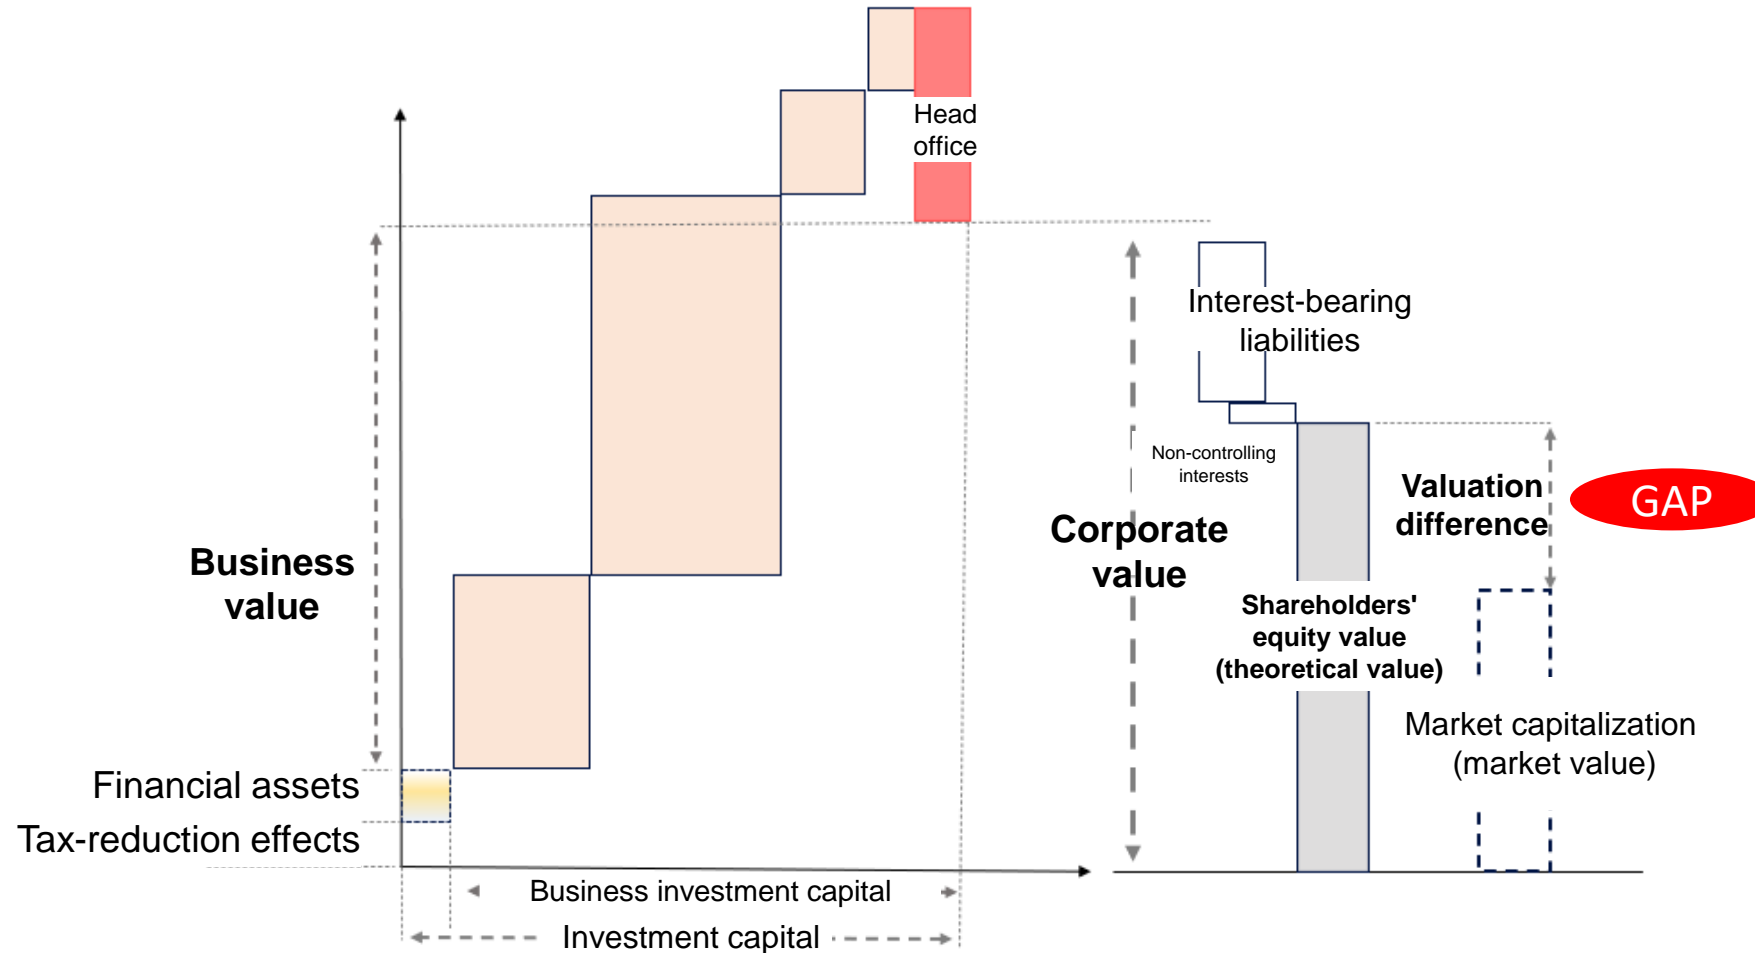 Head
office
Interest-bearing
liabilities
Non-controlling
interests
Valuation
difference
GAP
Corporate
value
Business
value
Shareholders'
equity value
(theoretical value)
Market capitalization
(market value)
Financial assets
Tax-reduction effects
Business investment capital
Investment capital